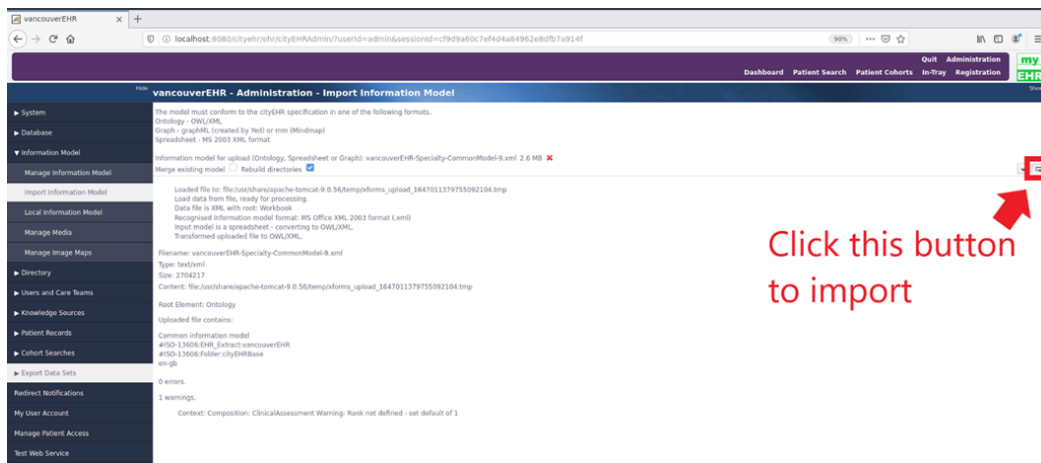 vancouverEHR
localhost:8080/cityehr/ehr/cityEHRAdmin/?userId=admin&sessionId=cf9d9a60c7ef4d4a84962e8dfb7a914f
90%
Quit Administration
my
Dashboard Patient Search Patient Cohorts In-Tray Registration
EHR
Hide
vancouverEHR - Administration - Import Information Model
System
Database
Information Model
Manage Information Model
Import Information Model
Local Information Model
Manage Media
Manage Image Maps
Directory
Users and Care Teams
Knowledge Sources
Patient Records
Cohort Searches
Export Data Sets
Redirect Notifications
My User Account
Manage Patient Access
Test Web Service
The model must conform to the cityEHR specification in one of the following formats.
Ontology - OWL/XML
Graph - graphML (created by Yed) or mm (Mindmap)
Spreadsheet - MS 2003 XML format
Information model for upload (Ontology, Spreadsheet or Graph): vancouverEHR-Specialty-CommonModel-9.xml 2.6 MB
Merge existing model Rebuild directories
Loaded file to: file:/usr/share/apache-tomcat-9.0.56/temp/xforms_upload_1647011379755092104.tmp
Load data from file, ready for processing.
Data file is XML with root: Workbook
Recognised information model format: MS Office XML 2003 format (.xml)
Input model is a spreadsheet - converting to OWL/XML.
Transformed uploaded file to OWL/XML.
Filename: vancouverEHR-Specialty-CommonModel-9.xml
Type: text/xml
Size: 2704217
Content: file:/usr/share/apache-tomcat-9.0.56/temp/xforms_upload_1647011379755092104.tmp
Root Element: Ontology
Uploaded file contains:
Common information model
#ISO-13606:EHR_Extract:vancouverEHR
#ISO-13606:Folder:cityEHRBase
en-gb
0 errors.
1 warnings.
Context: Composition: ClinicalAssessment Warning: Rank not defined - set default of 1
Click this button
to import